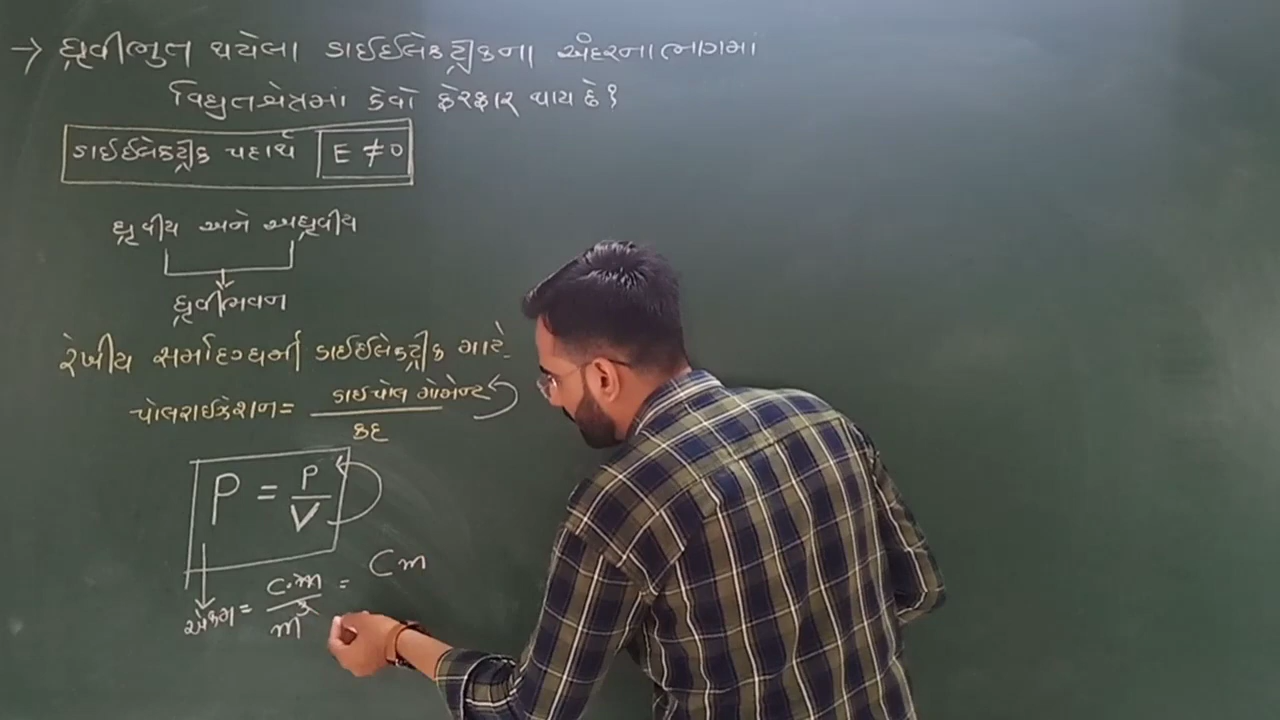 → ધ્રુવીભુત થયેલા ડાઈઈલેક્ટ્રીકના અંદરના ભાગમાં
વિધુતક્ષેત્રમાં કેવો ફેરફાર થાય છે?
ડાઈઈલેક્ટ્રીક પદાર્થ E ≠ 0
ધ્રુવીય અને અધ્રુવીય
ધ્રુવીભવન
રેખીય સમદિગ્ધર્મી ડાઈઈલેક્ટ્રીક માટે
પોલરાઈઝેશન = ડાઈપોલ મોમેન્ટ / કદ
P = P / V
એકમ = C·m / m³ = Cm